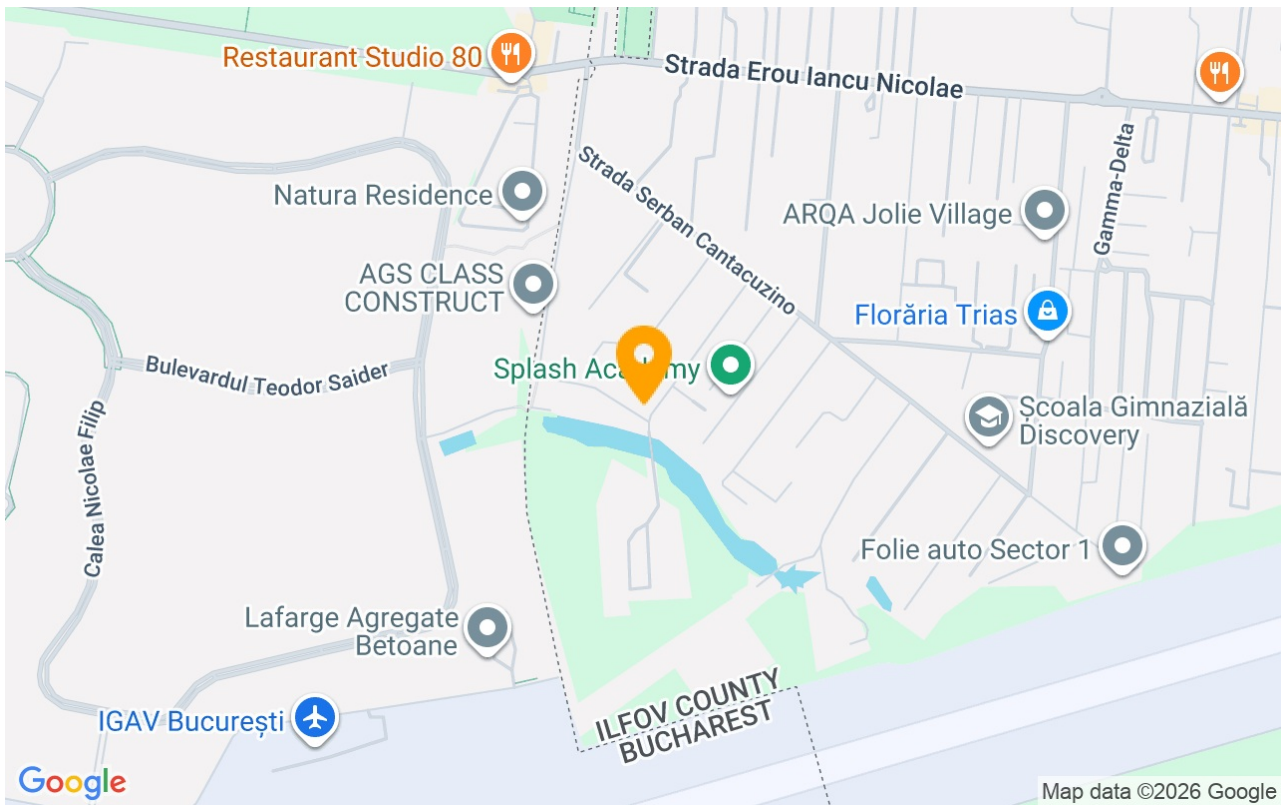 Restaurant Studio 80
Strada Erou Iancu Nicolae
Strada Serban Cantacuzino
Gamma-Delta
Natura Residence
ARQA Jolie Village
AGS CLASS
CONSTRUCT
Florăria Trias
Bulevardul Teodor Saider
Splash Academy
Școala Gimnazială
Discovery
Calea Nicolae Filip
Folie auto Sector 1
Lafarge Agregate
Betoane
ILFOV COUNTY
BUCHAREST
IGAV București
Google
Map data ©2026 Google